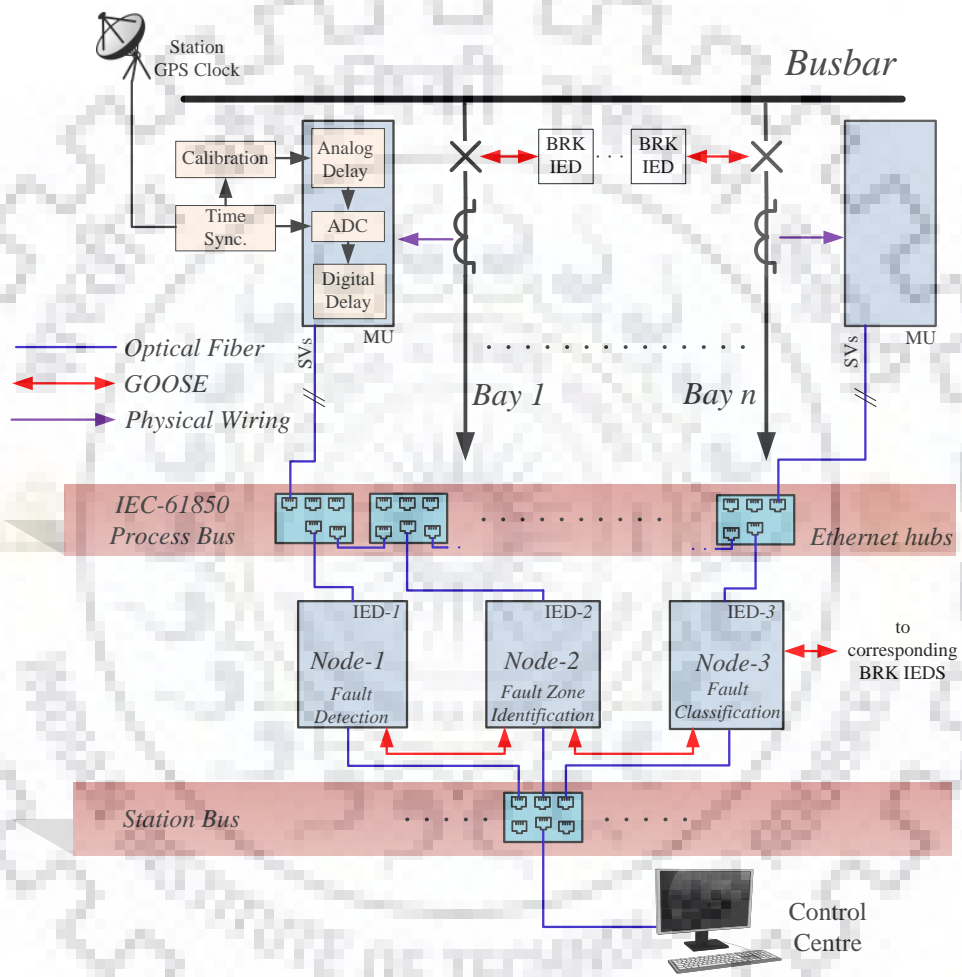 Station
GPS Clock
Busbar
Calibration
Analog
Delay
BRK
IED
BRK
IED
Time
Sync.
ADC
Digital
Delay
MU
MU
SVs
SVs
Optical Fiber
GOOSE
Physical Wiring
Bay 1
Bay n
IEC-61850
Process Bus
Ethernet hubs
IED-1
Node-1
Fault
Detection
IED-2
Node-2
Fault Zone
Identification
IED-3
Node-3
Fault
Classification
to
corresponding
BRK IEDS
Station Bus
Control
Centre